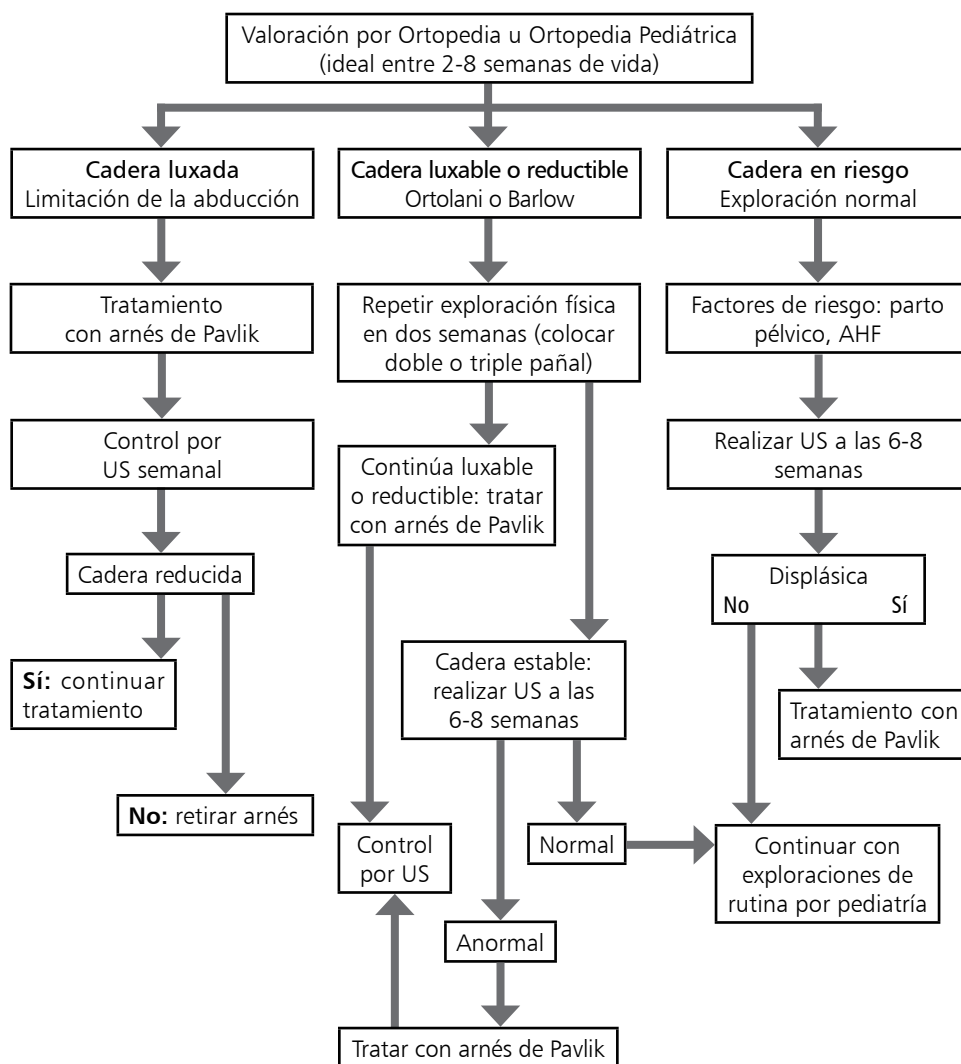 Valoración por Ortopedia u Ortopedia Pediátrica
(ideal entre 2-8 semanas de vida)
Cadera luxada
Limitación de la abducción
Cadera luxable o reductible
Ortolani o Barlow
Cadera en riesgo
Exploración normal
Tratamiento
con arnés de Pavlik
Repetir exploración física
en dos semanas (colocar
doble o triple pañal)
Factores de riesgo: parto
pélvico, AHF
Control por
US semanal
Continúa luxable
o reductible: tratar
con arnés de Pavlik
Realizar US a las 6-8
semanas
Cadera reducida
Displásica
No Sí
Sí: continuar
tratamiento
Cadera estable:
realizar US a las
6-8 semanas
Tratamiento con
arnés de Pavlik
No: retirar arnés
Control
por US
Normal
Continuar con
exploraciones de
rutina por pediatría
Anormal
Tratar con arnés de Pavlik